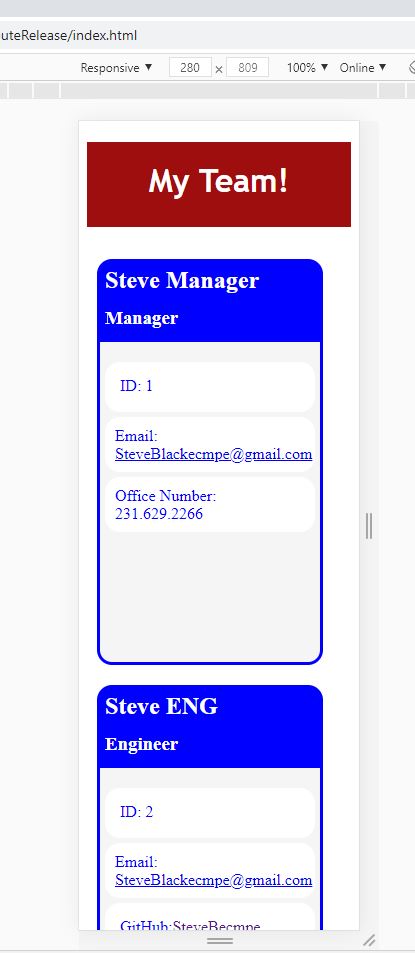 uteRelease/index.html
Responsive ▼ 280 × 809 100% ▼ Online ▼
My Team!
Steve Manager
Manager
ID: 1
Email:
SteveBlackecmpe@gmail.com
Office Number:
231.629.2266
Steve ENG
Engineer
ID: 2
Email:
SteveBlackecmpe@gmail.com
GitHub:SteveBecmpe